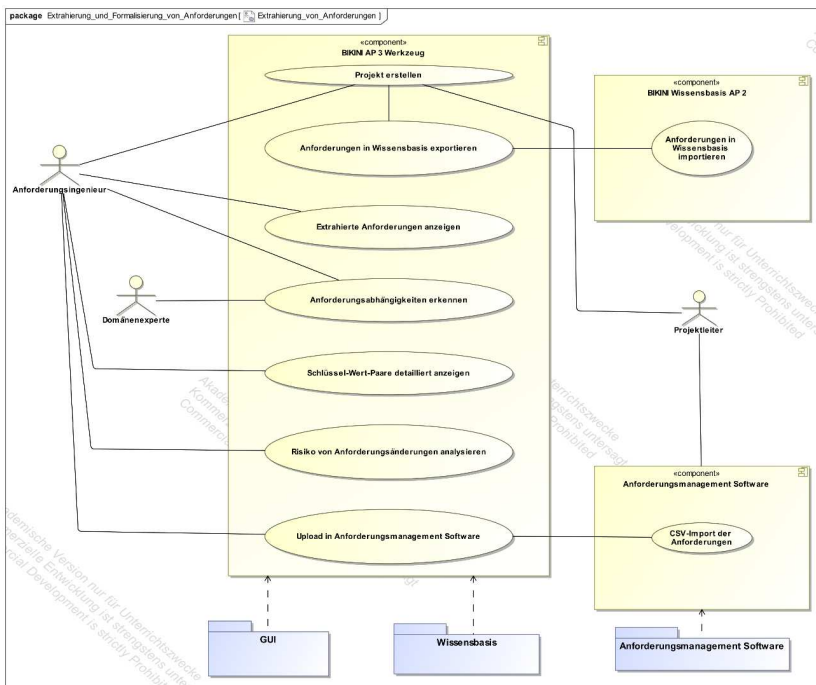 package Extrahierung_und_Formalisierung_von_Anforderungen [ Extrahierung_von_Anforderungen ]
«component»
BIKINI AP 3 Werkzeug
Projekt erstellen
«component»
BIKINI Wissensbasis AP 2
Anforderungen in Wissensbasis exportieren
Anforderungen in
Wissensbasis
importieren
Anforderungsingenieur
Extrahierte Anforderungen anzeigen
Anforderungsabhängigkeiten erkennen
Domänenexperte
Projektleiter
Schlüssel-Wert-Paare detailliert anzeigen
Risiko von Anforderungsänderungen analysieren
«component»
Anforderungsmanagement Software
Upload in Anforderungsmanagement Software
CSV-Import der
Anforderungen
GUI
Wissensbasis
Anforderungsmanagement Software